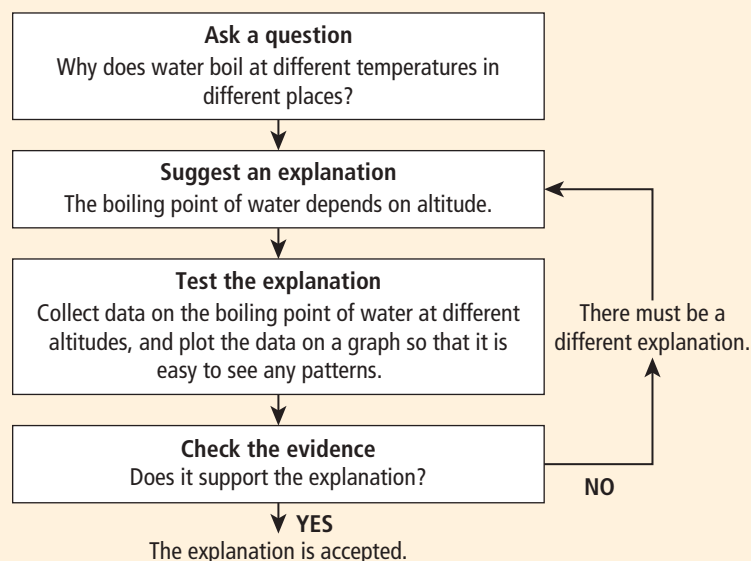 Ask a question
Why does water boil at different temperatures in
different places?
Suggest an explanation
The boiling point of water depends on altitude.
Test the explanation
Collect data on the boiling point of water at different
altitudes, and plot the data on a graph so that it is
easy to see any patterns.
There must be a
different explanation.
Check the evidence
Does it support the explanation?
NO
YES
The explanation is accepted.